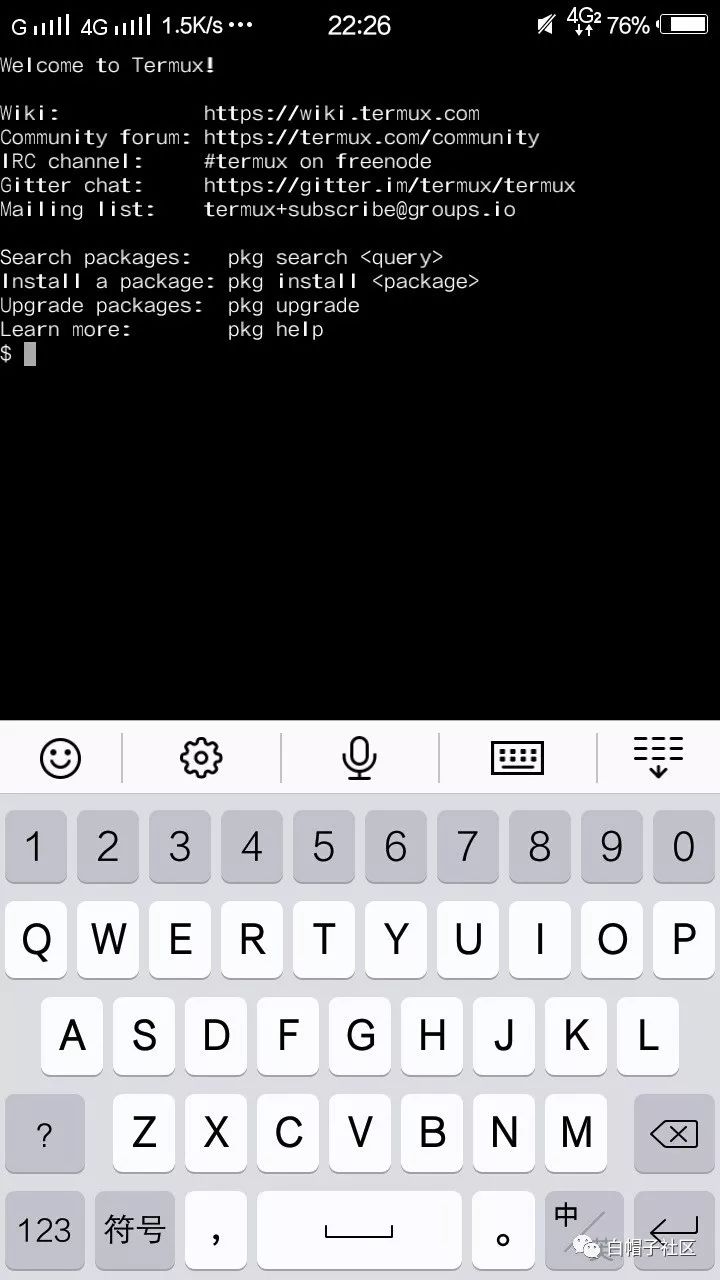 G 4G 1.5K/s ••• 22:26 4G2 76%
Welcome to Termux!
Wiki: https://wiki.termux.com
Community forum: https://termux.com/community
IRC channel: #termux on freenode
Gitter chat: https://gitter.im/termux/termux
Mailing list: termux+subscribe@groups.io
Search packages: pkg search <query>
Install a package: pkg install <package>
Upgrade packages: pkg upgrade
Learn more: pkg help
$
1 2 3 4 5 6 7 8 9 0
Q W E R T Y U I O P
A S D F G H J K L
? Z X C V B N M
123 符号 , 。 中/英
白帽子社区